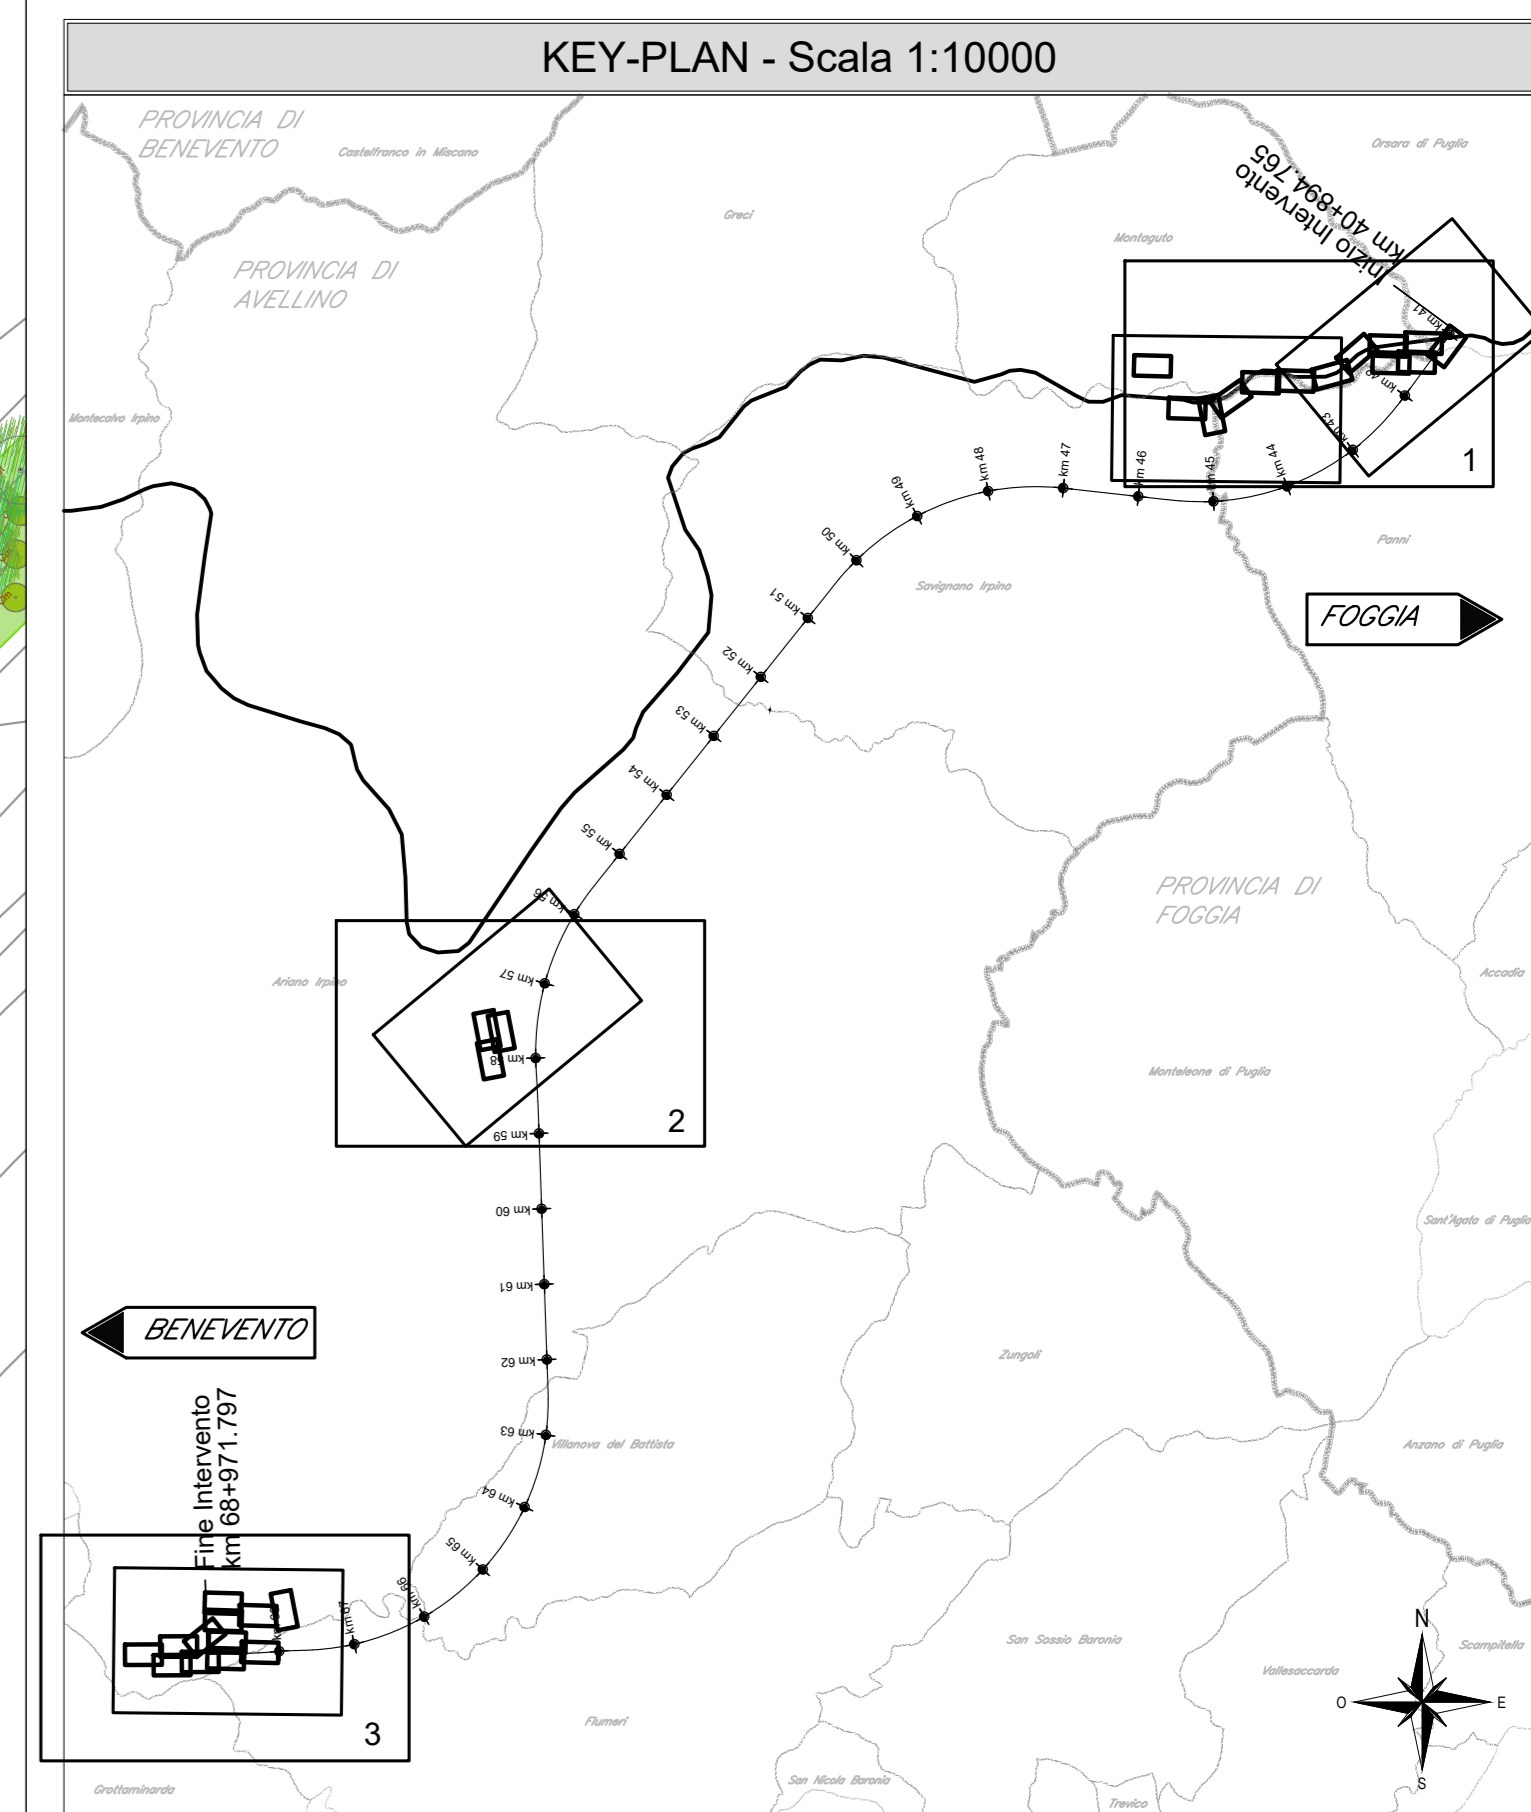 KEY-PLAN - Scala 1:10000
PROVINCIA DI
BENEVENTO
Castelfranco in Miscano
Orsara di Puglia
Greci
Montaguto
Inizio Intervento
km 40+894.765
PROVINCIA DI
AVELLINO
km 41
km 43
km 44
km 45
km 46
km 47
km 48
km 49
km 50
km 51
km 52
km 53
km 54
km 55
km 56
km 57
km 58
km 59
km 60
km 61
km 62
km 63
km 64
km 65
km 66
km 67
1
Montecalvo Irpino
Panni
Savignano Irpino
FOGGIA
PROVINCIA DI
FOGGIA
Accadia
Ariano Irpino
Monteleone di Puglia
2
Sant'Agata di Puglia
BENEVENTO
Zungoli
Fine Intervento
km 68+971.797
Villanova del Battista
Anzano di Puglia
San Sossio Baronia
Vallesaccarda
Scampitella
N
O
E
S
Flumeri
3
Grottaminarda
San Nicola Baronia
Trevico